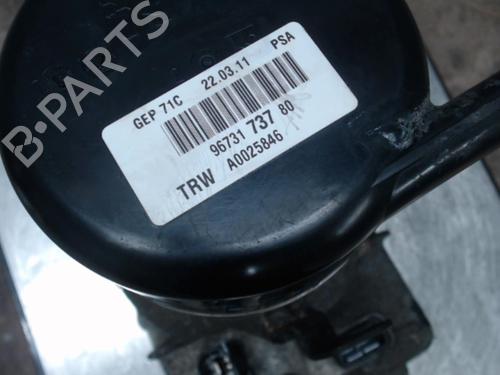 GEP 71C 22.03.11 PSA
96731 737 80
TRW A0025846
B-PARTS